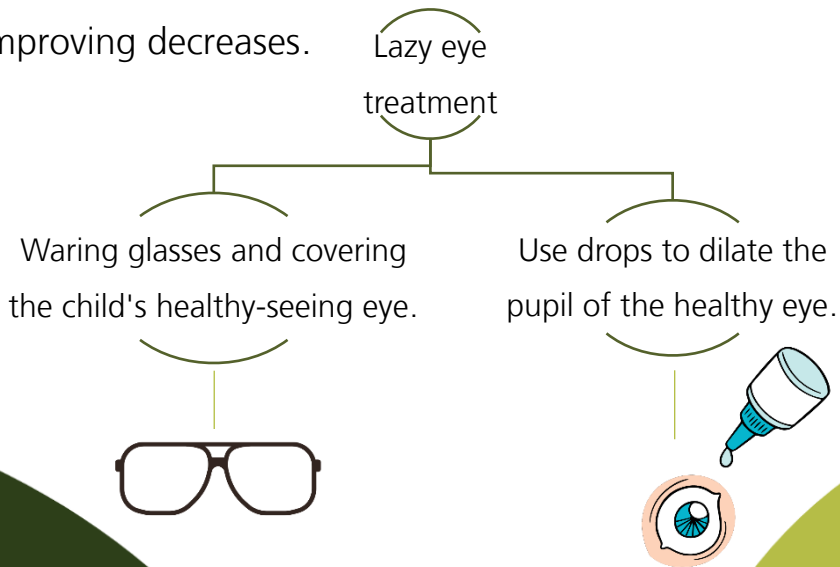 improving decreases.
Lazy eye
treatment
Waring glasses and covering
the child's healthy-seeing eye.
Use drops to dilate the
pupil of the healthy eye.